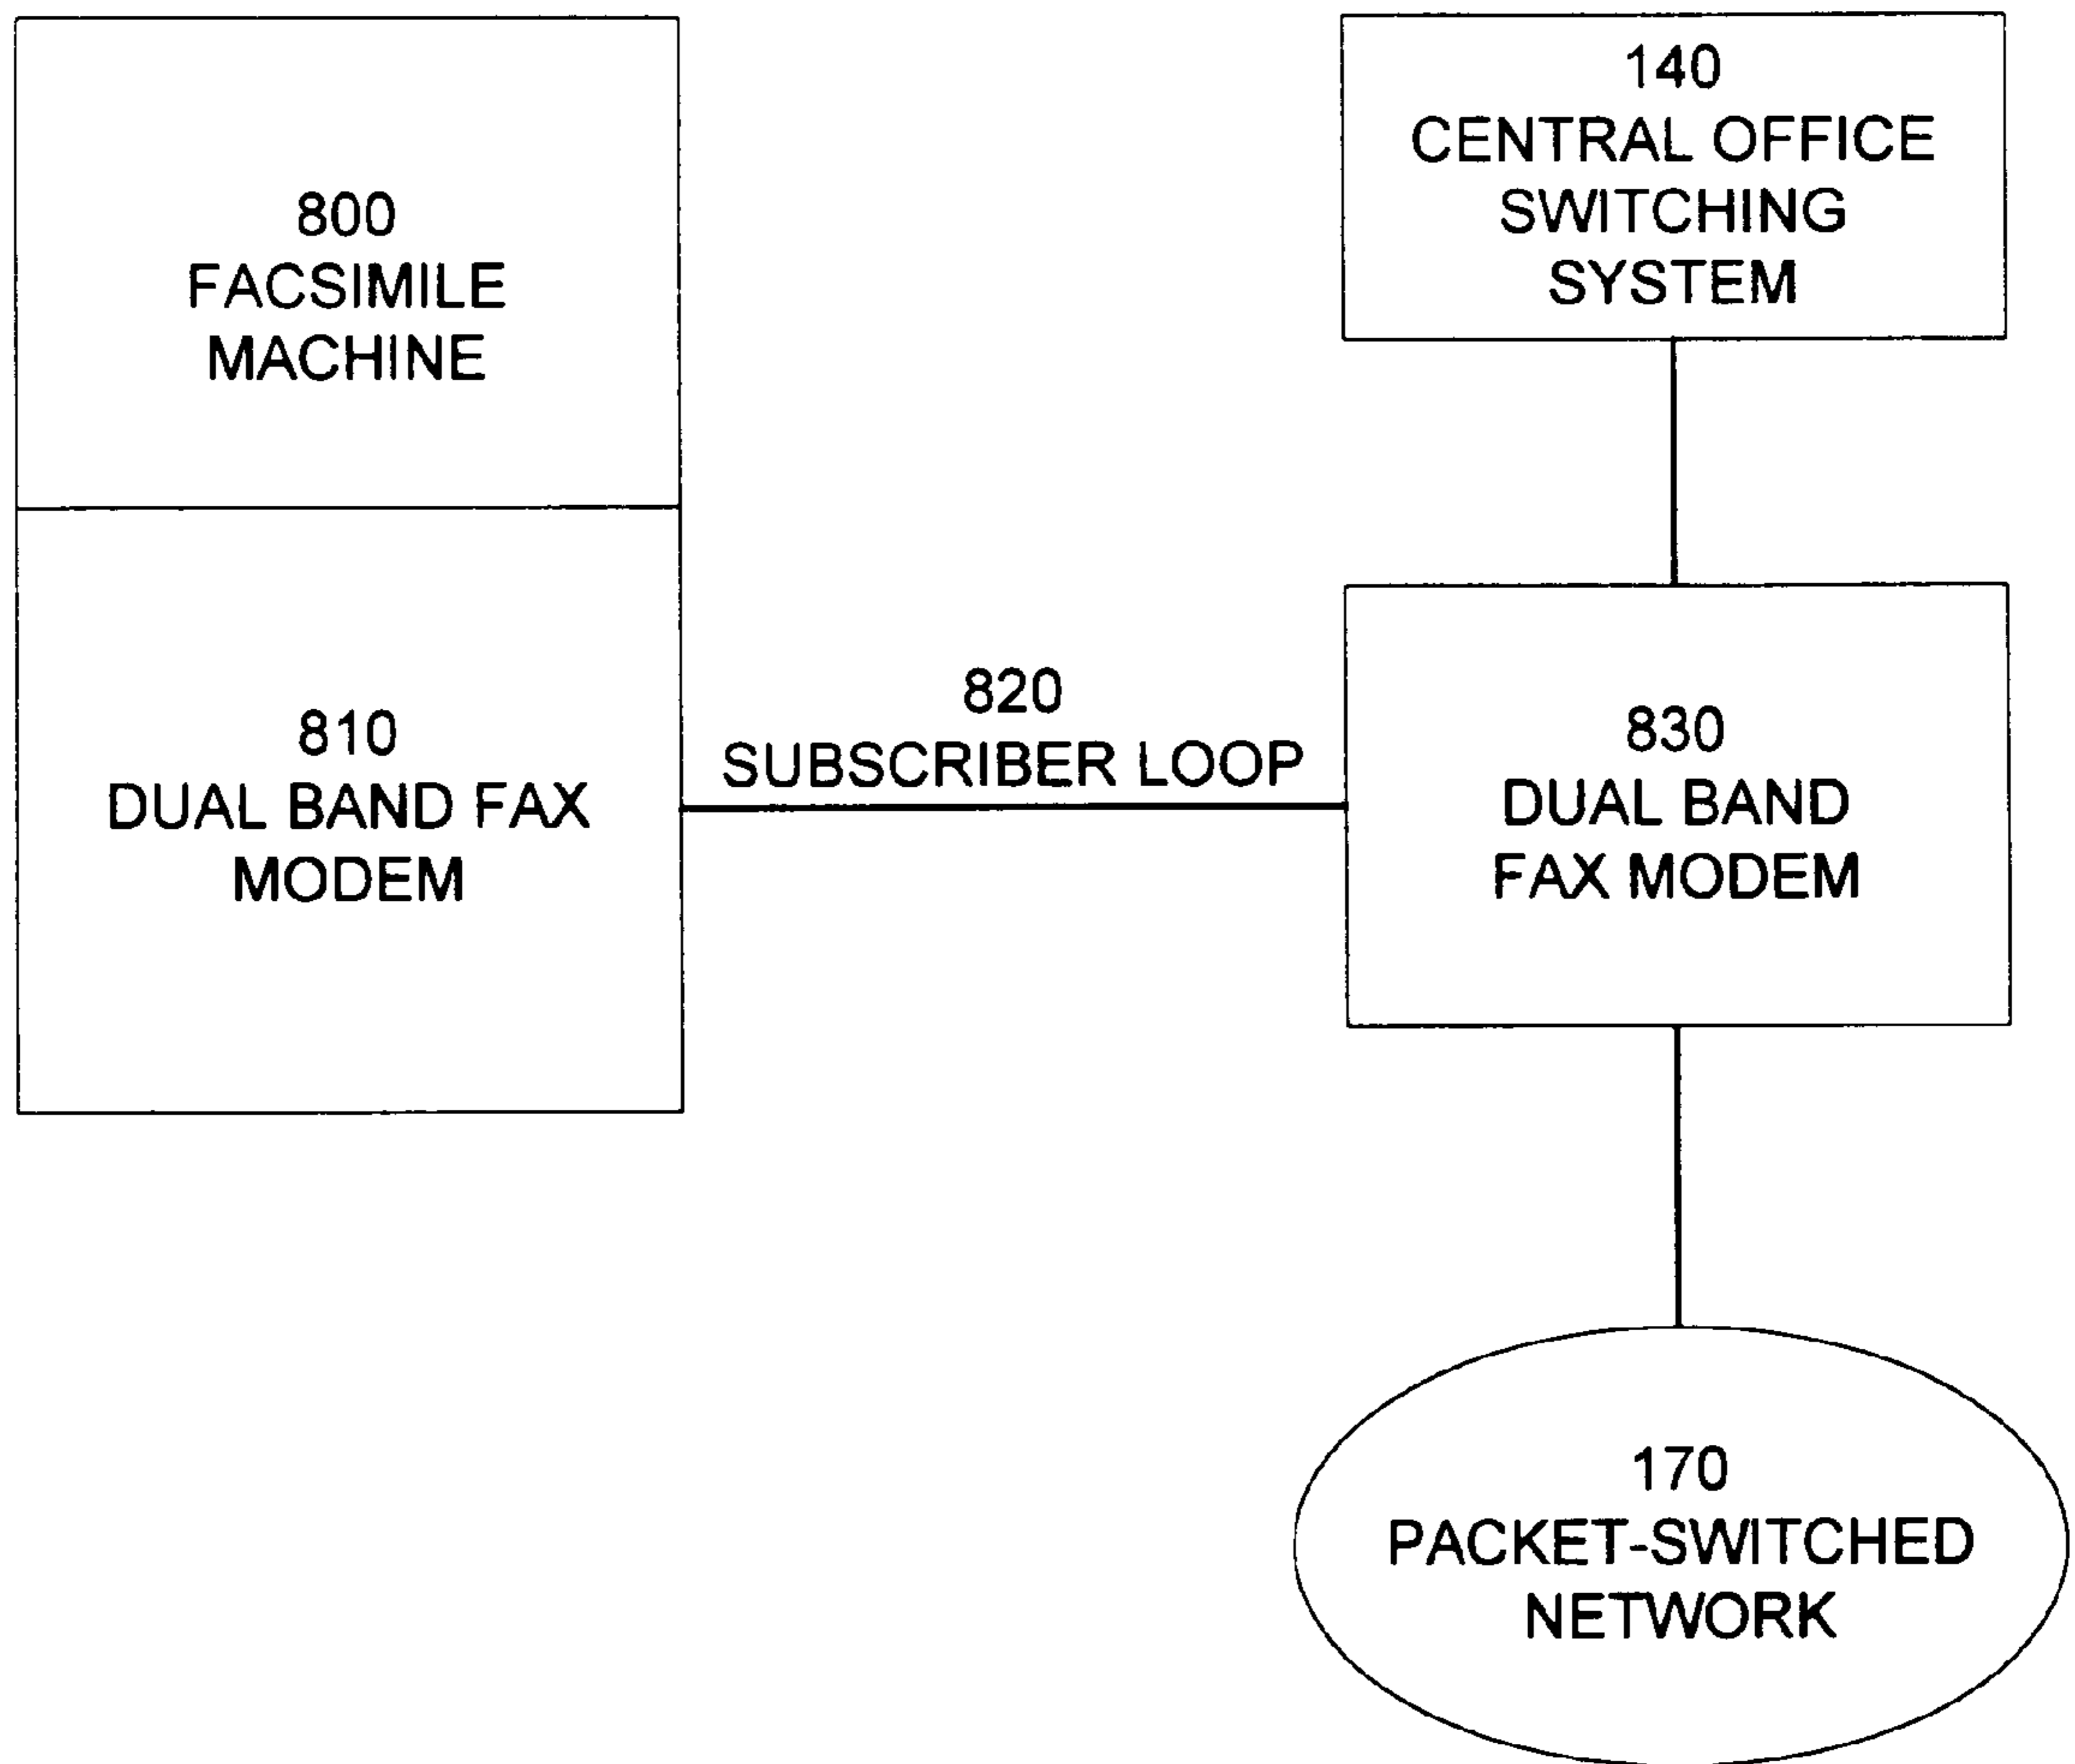 800
FACSIMILE
MACHINE
810
DUAL BAND FAX
MODEM
820
SUBSCRIBER LOOP
140
CENTRAL OFFICE
SWITCHING
SYSTEM
830
DUAL BAND
FAX MODEM
170
PACKET-SWITCHED
NETWORK